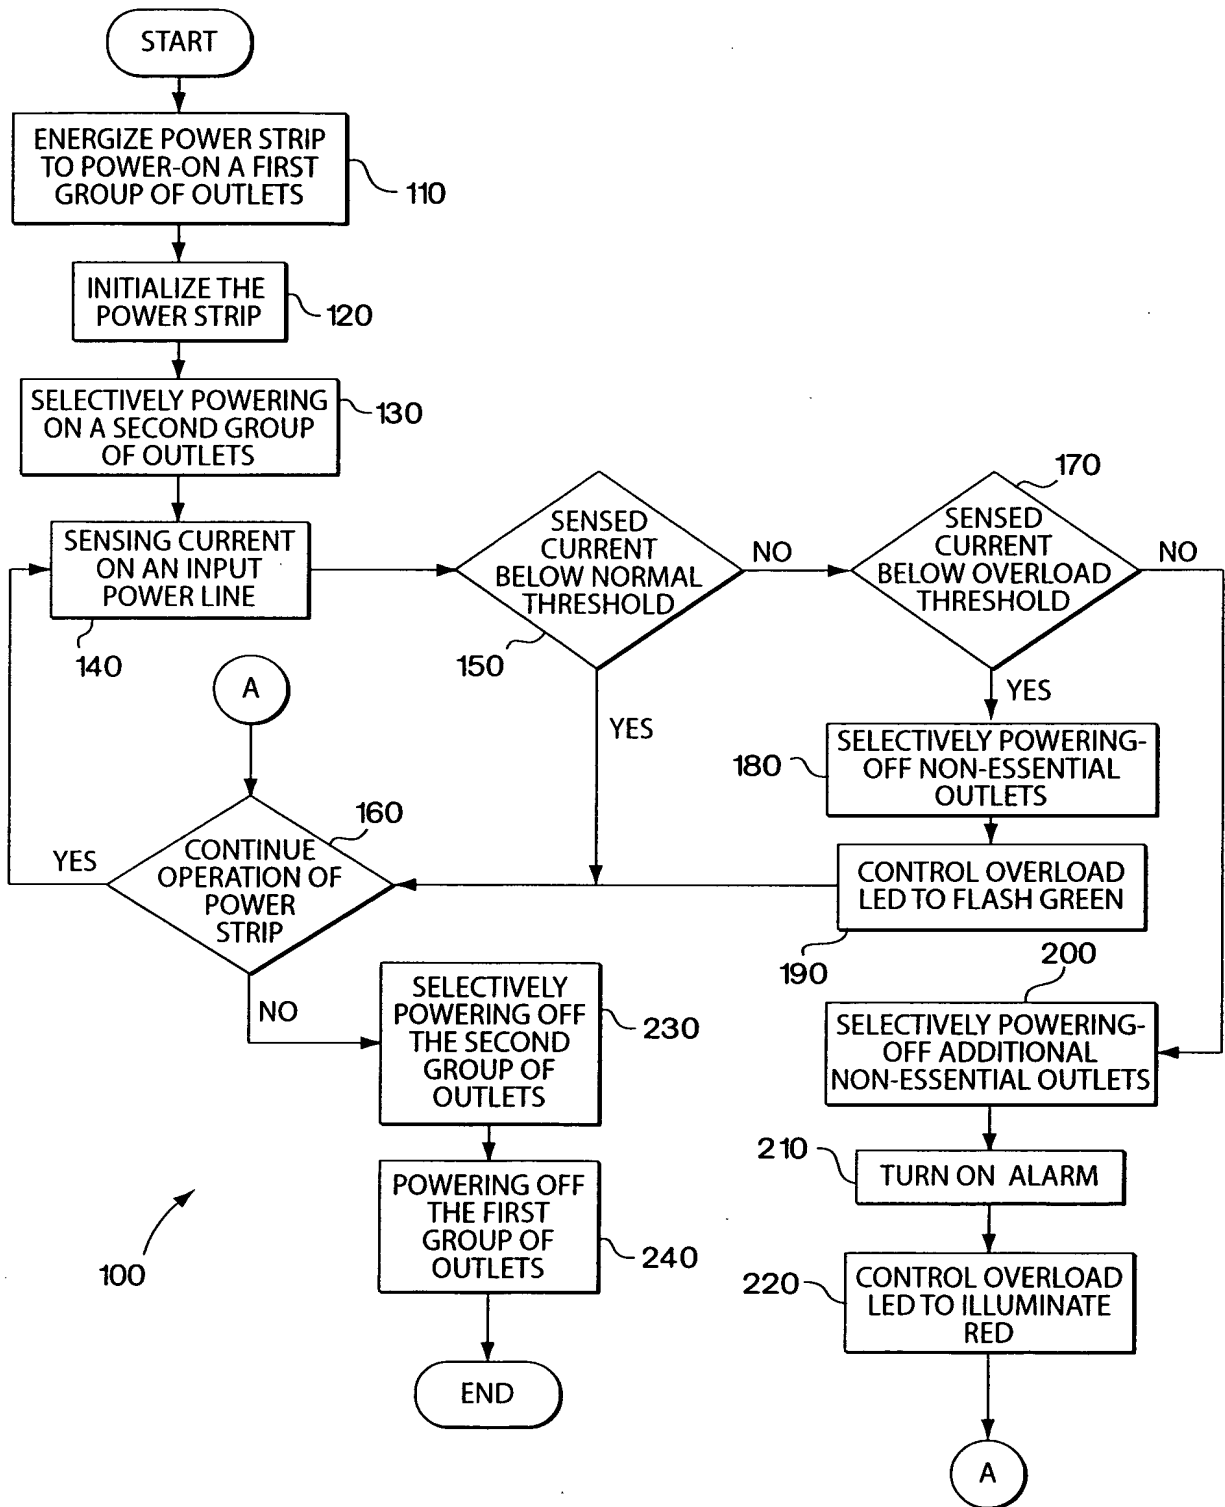 START
ENERGIZE POWER STRIP
TO POWER-ON A FIRST
GROUP OF OUTLETS
110
INITIALIZE THE
POWER STRIP
120
SELECTIVELY POWERING
ON A SECOND GROUP
OF OUTLETS
130
SENSING CURRENT
ON AN INPUT
POWER LINE
140
SENSED
CURRENT
BELOW NORMAL
THRESHOLD
150
NO
YES
170
SENSED
CURRENT
BELOW OVERLOAD
THRESHOLD
NO
YES
A
160
CONTINUE
OPERATION OF
POWER
STRIP
YES
NO
180
SELECTIVELY POWERING-
OFF NON-ESSENTIAL
OUTLETS
CONTROL OVERLOAD
LED TO FLASH GREEN
190
200
SELECTIVELY POWERING-
OFF ADDITIONAL
NON-ESSENTIAL OUTLETS
210
TURN ON ALARM
220
CONTROL OVERLOAD
LED TO ILLUMINATE
RED
A
SELECTIVELY
POWERING OFF
THE SECOND
GROUP OF
OUTLETS
230
POWERING OFF
THE FIRST
GROUP OF
OUTLETS
240
END
100